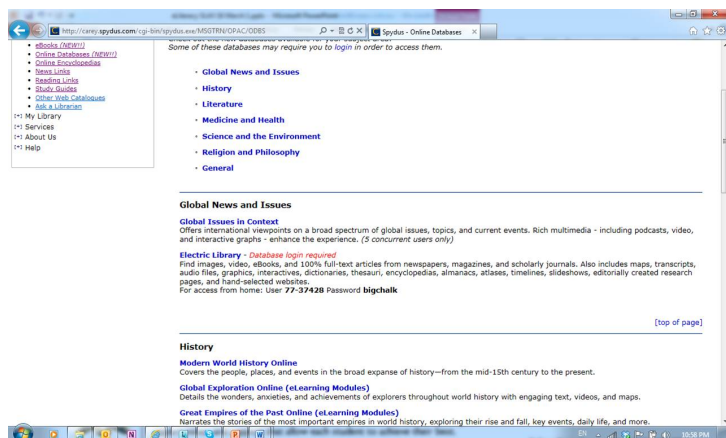 http://carey.spydus.com/cgi-bin/spydus.exe/MSGTRN/OPAC/ODBS
Spydus - Online Databases
eBooks (NEW!!)
Online Databases (NEW!!)
Online Encyclopedias
News Links
Reading Links
Study Guides
Other Web Catalogues
Ask a Librarian
My Library
Services
About Us
Help
Some of these databases may require you to login in order to access them.
Global News and Issues
History
Literature
Medicine and Health
Science and the Environment
Religion and Philosophy
General
Global News and Issues
Global Issues in Context
Offers international viewpoints on a broad spectrum of global issues, topics, and current events. Rich multimedia - including podcasts, video,
and interactive graphs - enhance the experience. (5 concurrent users only)
Electric Library - Database login required
Find images, video, eBooks, and 100% full-text articles from newspapers, magazines, and scholarly journals. Also includes maps, transcripts,
audio files, graphics, interactives, dictionaries, thesauri, encyclopedias, almanacs, atlases, timelines, slideshows, editorially created research
pages, and hand-selected websites.
For access from home: User 77-37428 Password bigchalk
[top of page]
History
Modern World History Online
Covers the people, places, and events in the broad expanse of history—from the mid-15th century to the present.
Global Exploration Online (eLearning Modules)
Details the wonders, anxieties, and achievements of explorers throughout world history with engaging text, videos, and maps.
Great Empires of the Past Online (eLearning Modules)
Narrates the stories of the most important empires in world history, exploring their rise and fall, key events, daily life, and more.
EN
10:58 PM